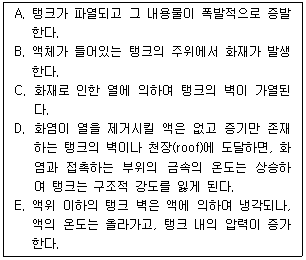 A. 탱크가 파열되고 그 내용물이 폭발적으로 증발
한다.
B. 액체가 들어있는 탱크의 주위에서 화재가 발생
한다.
C. 화재로 인한 열에 의하여 탱크의 벽이 가열된
다.
D. 화염이 열을 제거시킬 액은 없고 증기만 존재
하는 탱크의 벽이나 천장(roof)에 도달하면, 화
염과 접촉하는 부위의 금속의 온도는 상승하
여 탱크는 구조적 강도를 잃게 된다.
E. 액위 이하의 탱크 벽은 액에 의하여 냉각되나,
액의 온도는 올라가고, 탱크 내의 압력이 증가
한다.